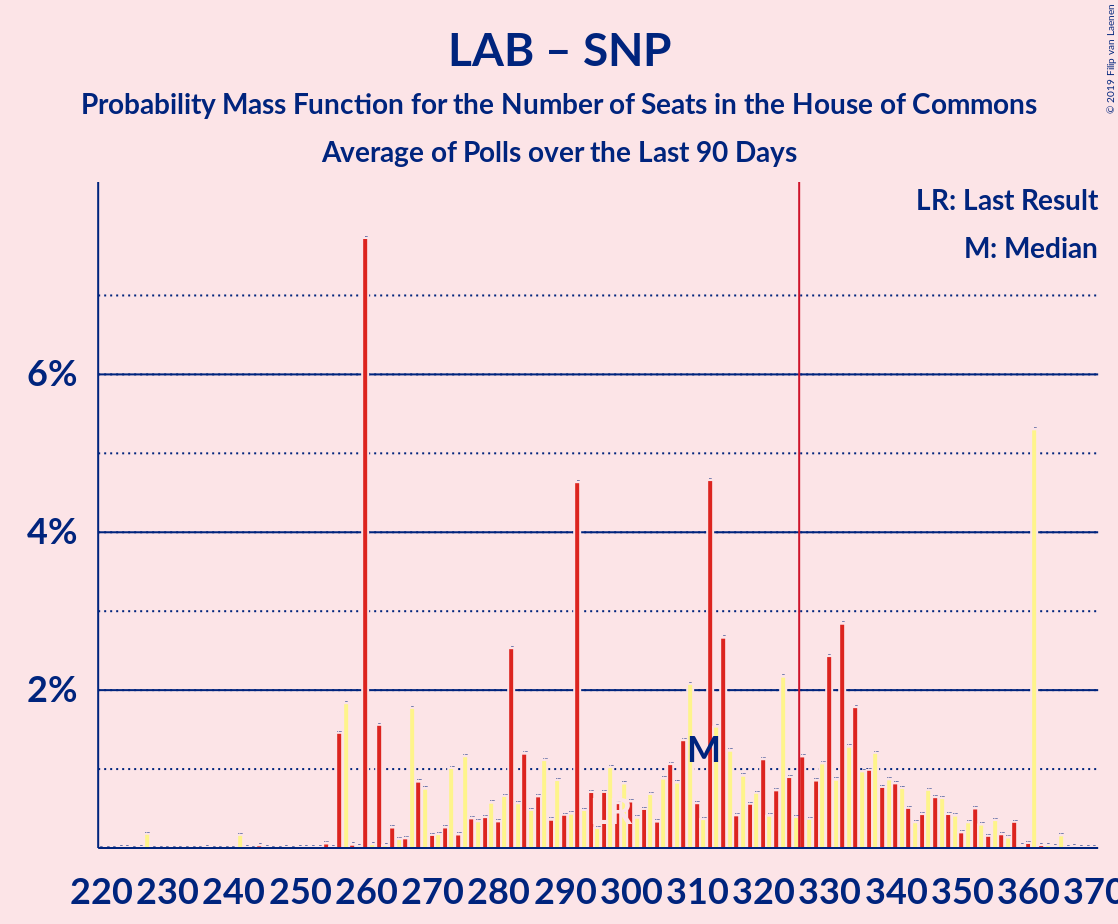 LAB – SNP
Probability Mass Function for the Number of Seats in the House of Commons
Average of Polls over the Last 90 Days
© 2019 Filip van Laenen
LR: Last Result
M: Median
6%
4%
2%
M
LR
220 230 240 250 260 270 280 290 300 310 320 330 340 350 360 370